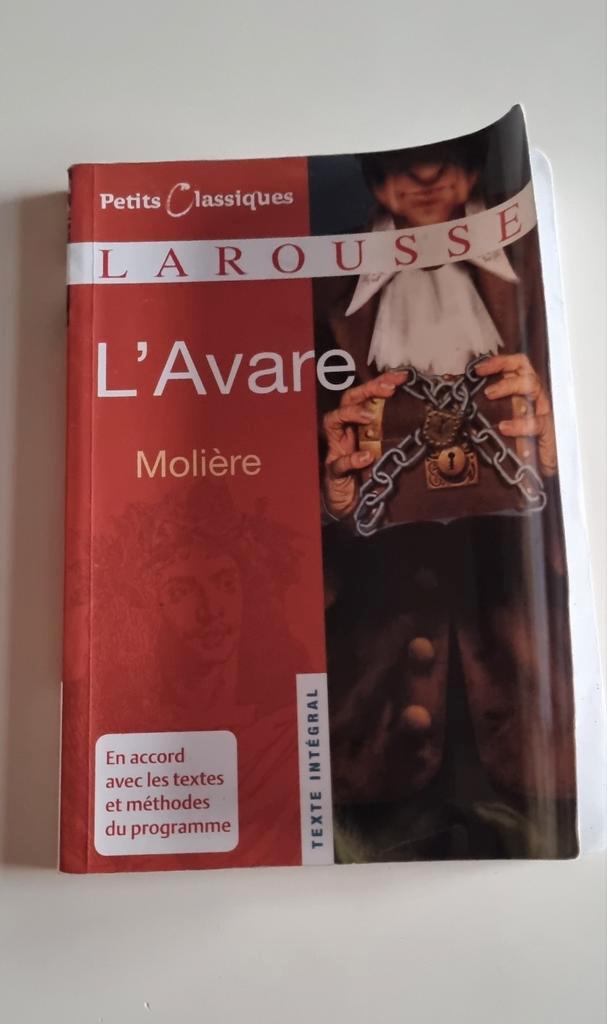 Petits Classiques
LAROUSSE
L'Avare
Molière
En accord
avec les textes
et méthodes
du programme
TEXTE INTÉGRAL